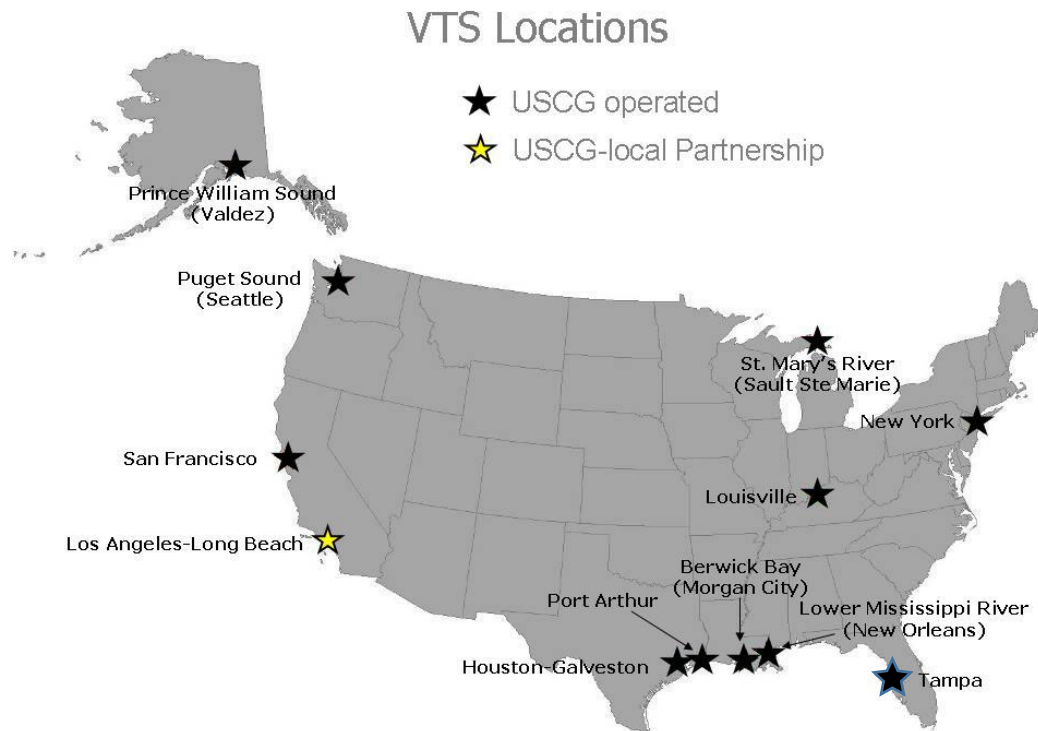 VTS Locations
USCG operated
USCG-local Partnership
Prince William Sound
(Valdez)
Puget Sound
(Seattle)
St. Mary's River
(Sault Ste Marie)
New York
San Francisco
Louisville
Los Angeles-Long Beach
Berwick Bay
(Morgan City)
Port Arthur
Lower Mississippi River
(New Orleans)
Houston-Galveston
Tampa